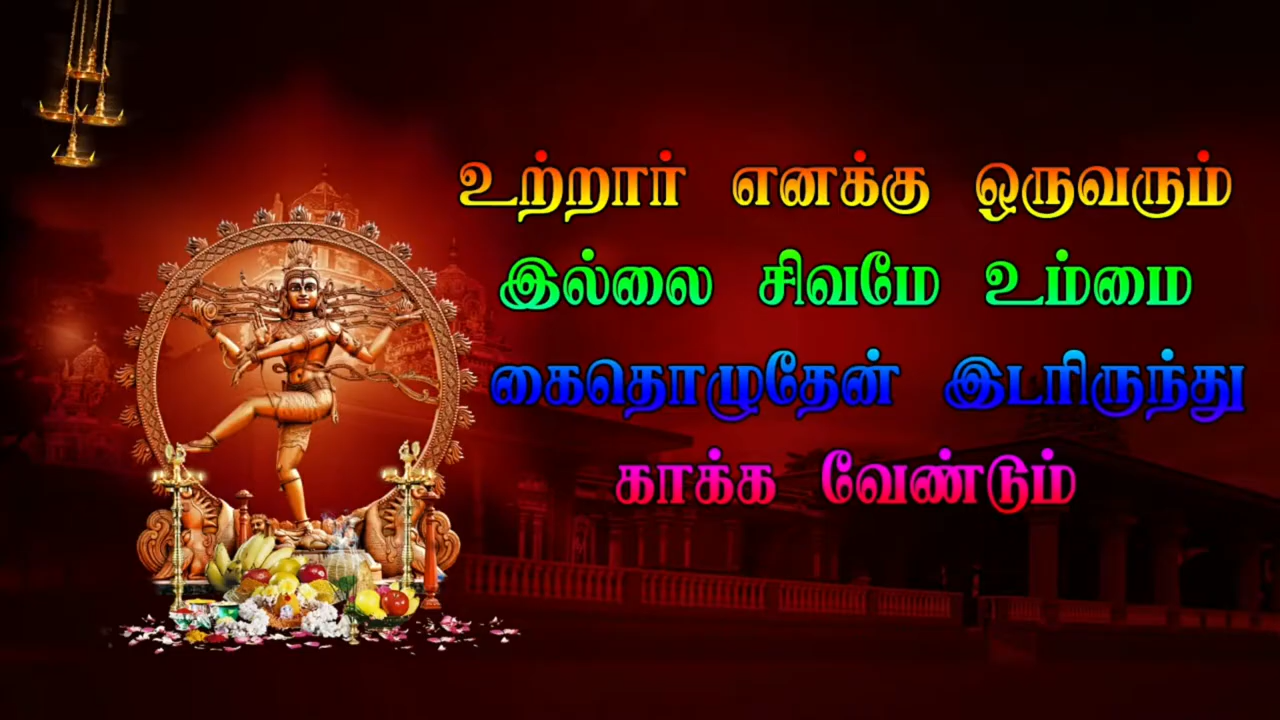 உற்றார் எனக்கு ஒருவரும்
இல்லை சிவமே உம்மை
கைதொழுதேன் இடரிருந்து
காக்க வேண்டும்